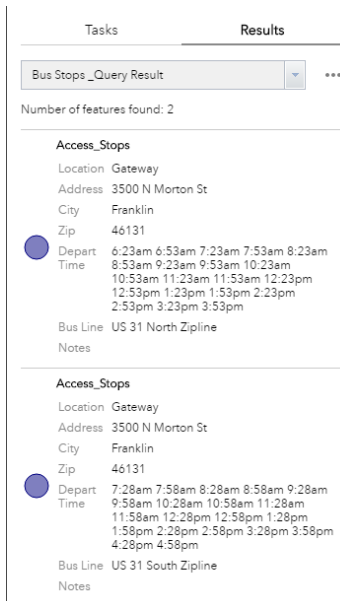 Tasks Results
Bus Stops _Query Result
Number of features found: 2
Access_Stops
Location Gateway
Address 3500 N Morton St
City Franklin
Zip 46131
Depart Time 6:23am 6:53am 7:23am 7:53am 8:23am
8:53am 9:23am 9:53am 10:23am
10:53am 11:23am 11:53am 12:23pm
12:53pm 1:23pm 1:53pm 2:23pm
2:53pm 3:23pm 3:53pm
Bus Line US 31 North Zipline
Notes
Access_Stops
Location Gateway
Address 3500 N Morton St
City Franklin
Zip 46131
Depart Time 7:28am 7:58am 8:28am 8:58am 9:28am
9:58am 10:28am 10:58am 11:28am
11:58am 12:28pm 12:58pm 1:28pm
1:58pm 2:28pm 2:58pm 3:28pm 3:58pm
4:28pm 4:58pm
Bus Line US 31 South Zipline
Notes